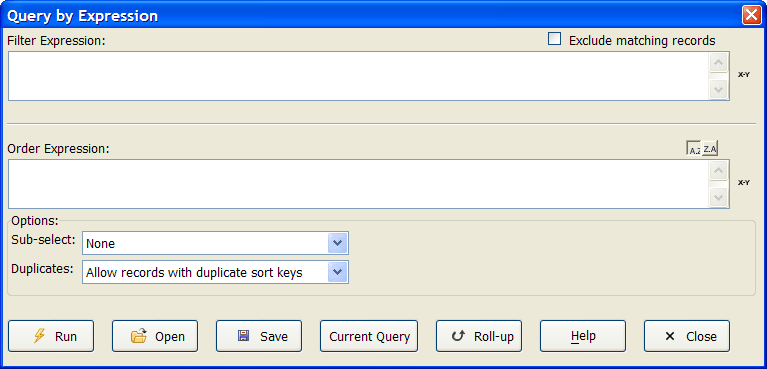 Query by Expression
Filter Expression:
Exclude matching records
X-Y
Order Expression:
A.Z Z.A
X-Y
Options:
Sub-select: None
Duplicates: Allow records with duplicate sort keys
Run Open Save Current Query Roll-up Help Close